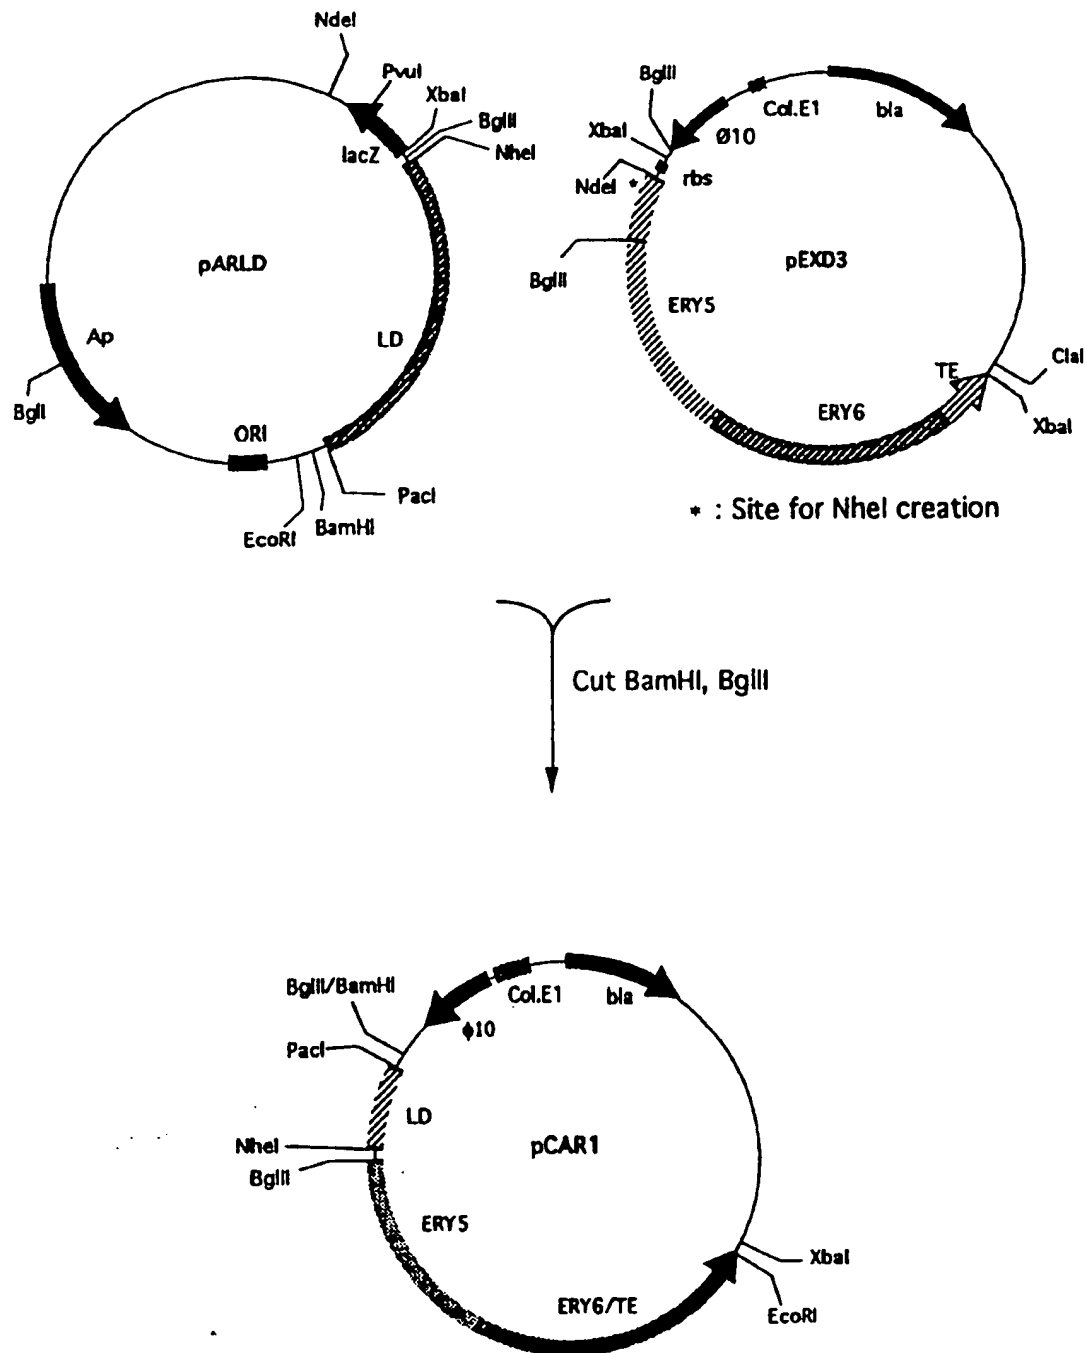 NdeI
PvuI
XbaI
BglII
NheI
lacZ
pARLD
LD
Ap
BglI
ORI
PacI
BamHI
EcoRI
BglII
Col.E1
bla
Ø10
XbaI
rbs
NdeI *
pEXD3
BglII
ERY5
ClaI
TE
ERY6
XbaI
* : Site for NheI creation
Cut BamHI, BglII
BglII/BamHI
Col.E1
bla
ϕ10
PacI
LD
NheI
pCAR1
BglII
ERY5
XbaI
ERY6/TE
EcoRI